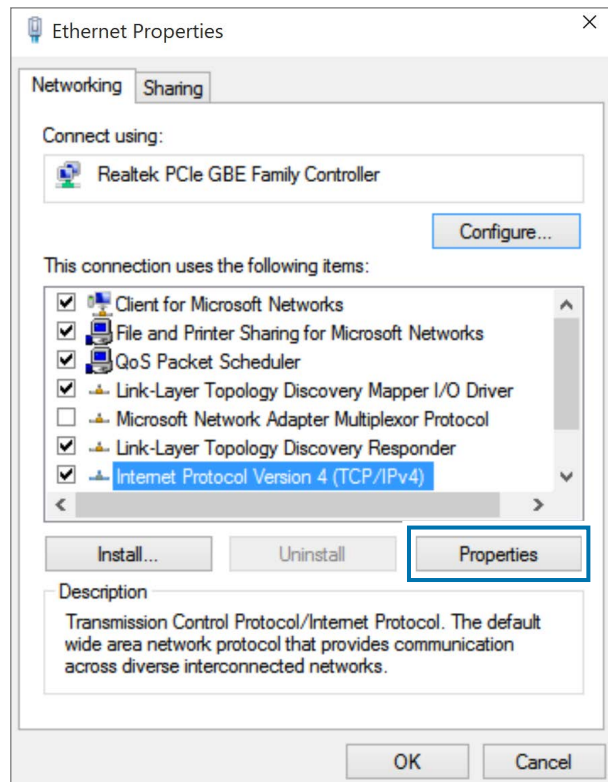 Ethernet Properties
Networking
Sharing
Connect using:
Realtek PCIe GBE Family Controller
Configure...
This connection uses the following items:
Client for Microsoft Networks
File and Printer Sharing for Microsoft Networks
QoS Packet Scheduler
Link-Layer Topology Discovery Mapper I/O Driver
Microsoft Network Adapter Multiplexor Protocol
Link-Layer Topology Discovery Responder
Internet Protocol Version 4 (TCP/IPv4)
Install...
Uninstall
Properties
Description
Transmission Control Protocol/Internet Protocol. The default
wide area network protocol that provides communication
across diverse interconnected networks.
OK
Cancel